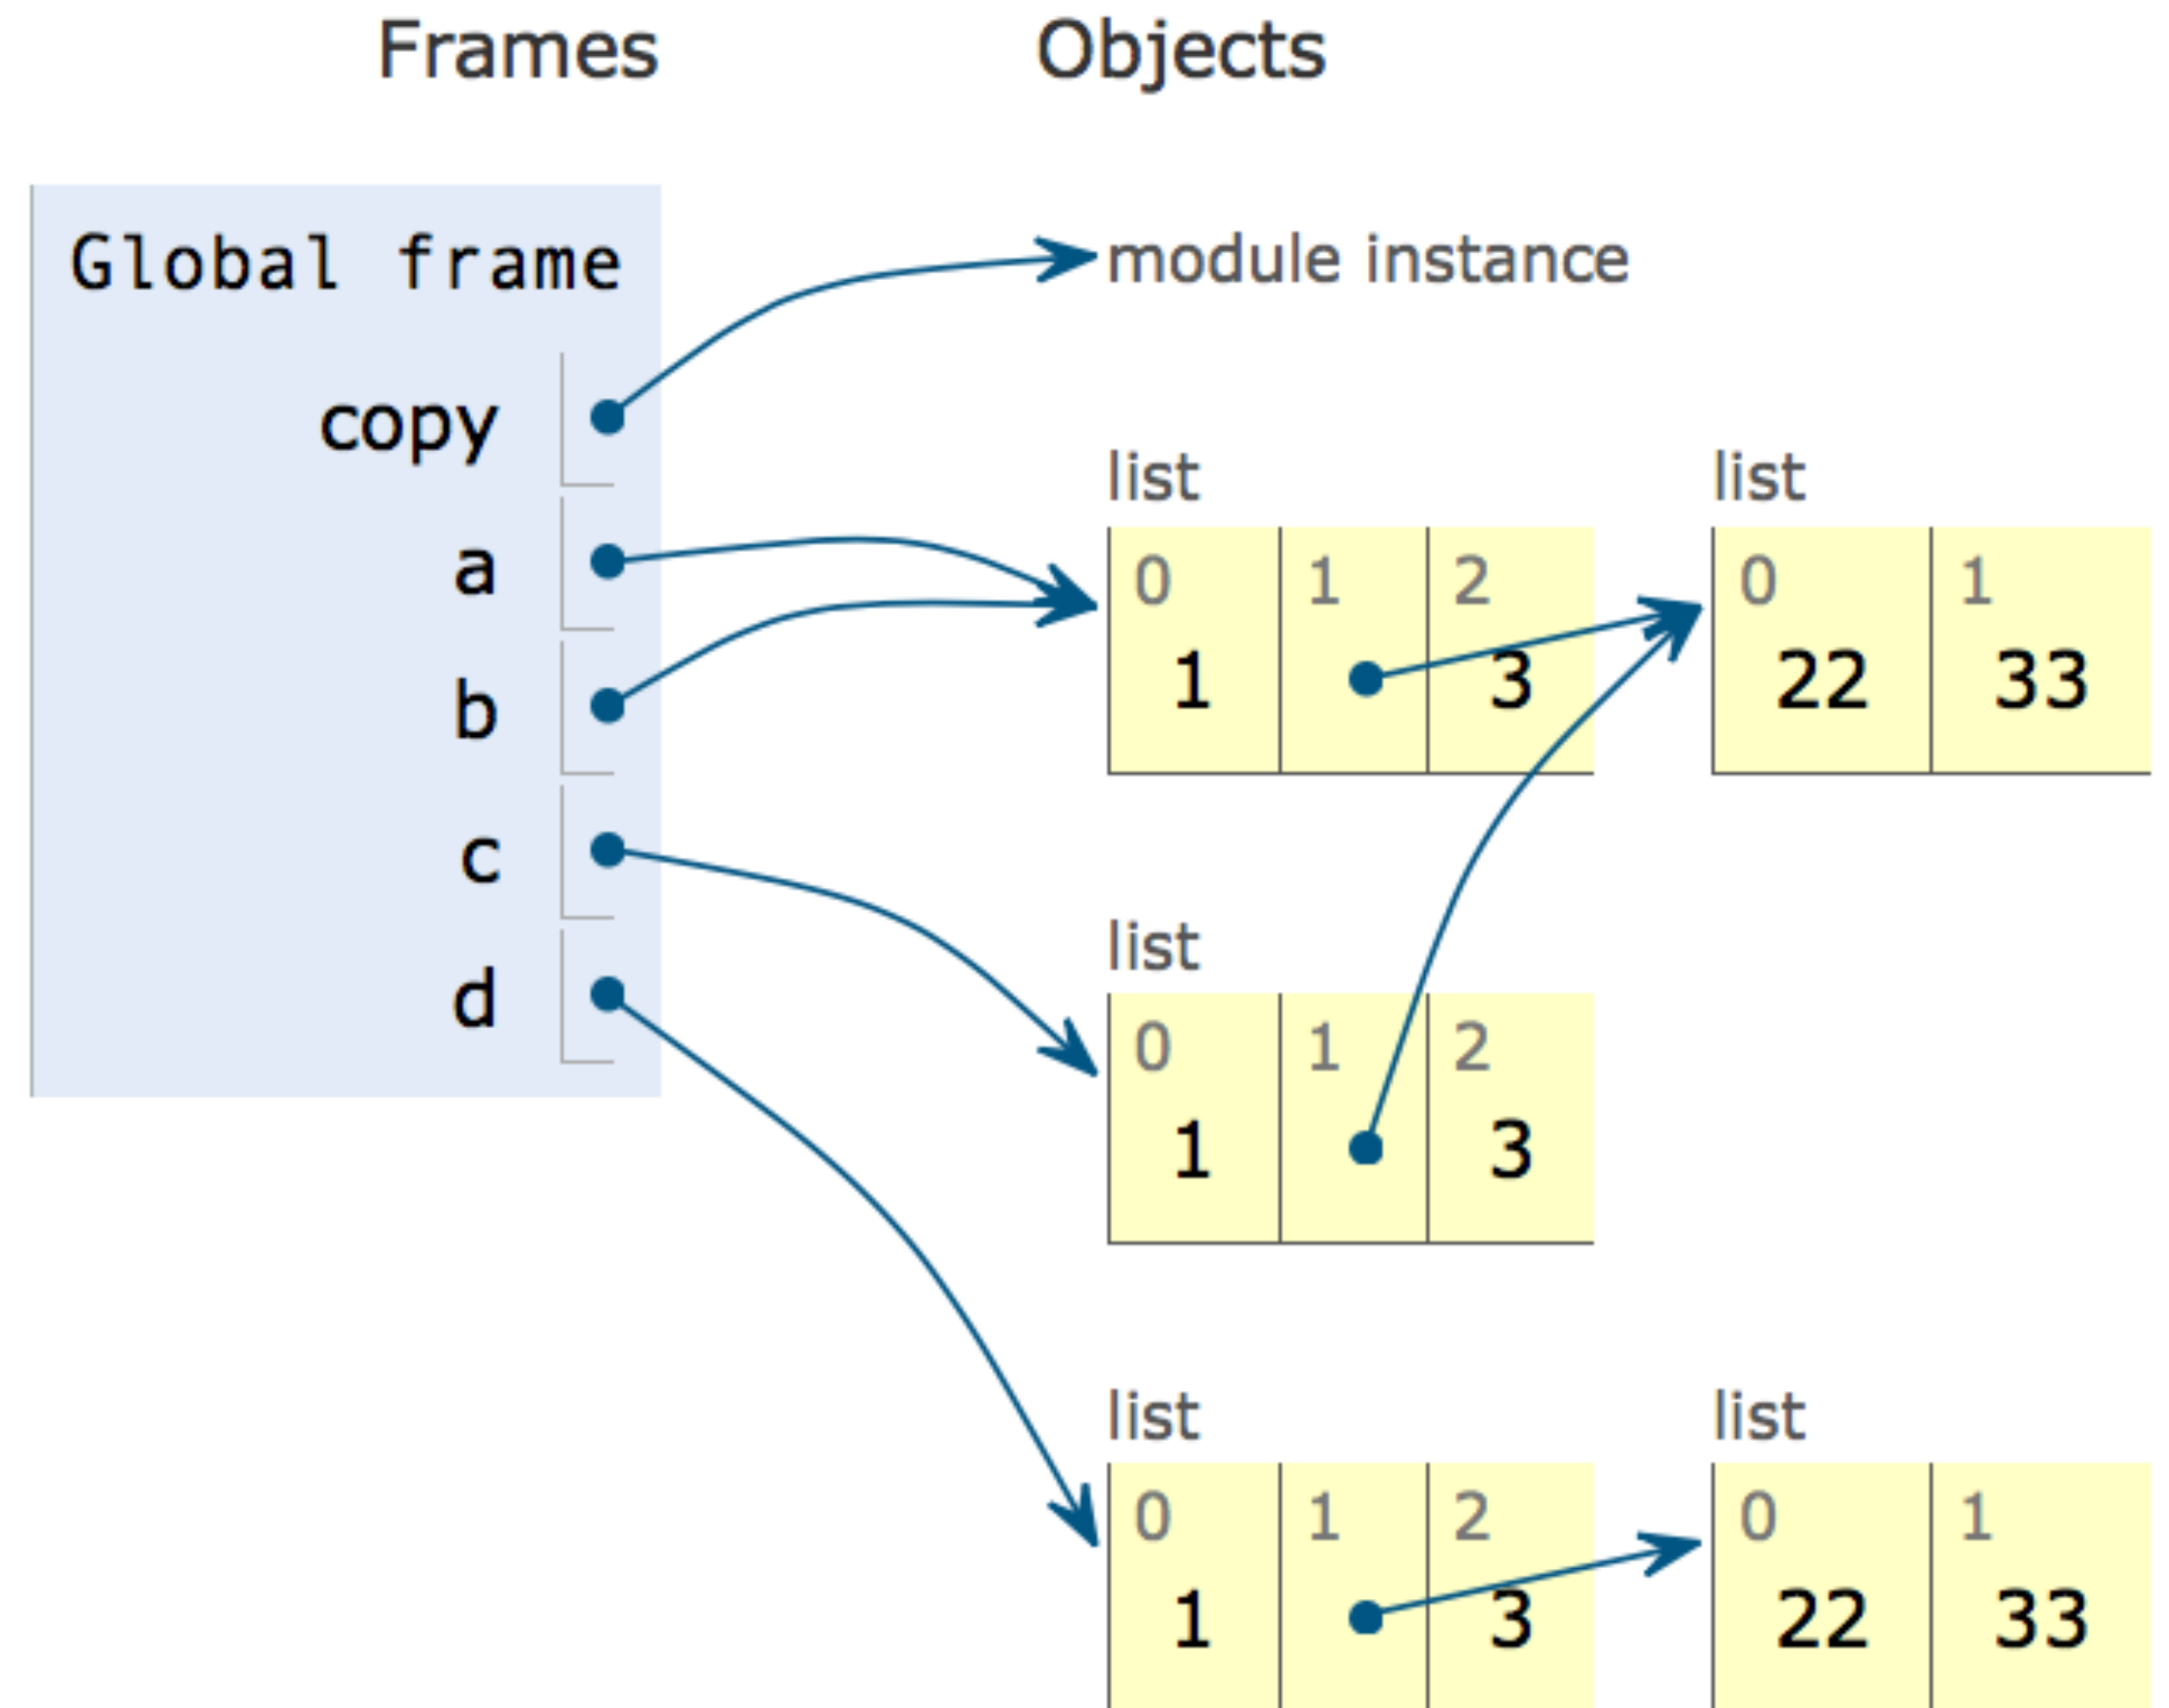 Frames Objects
Global frame
module instance
copy
list list
a
0 1 2 0 1
1 3 22 33
b
c
list
d
0 1 2
1 3
list list
0 1 2 0 1
1 3 22 33